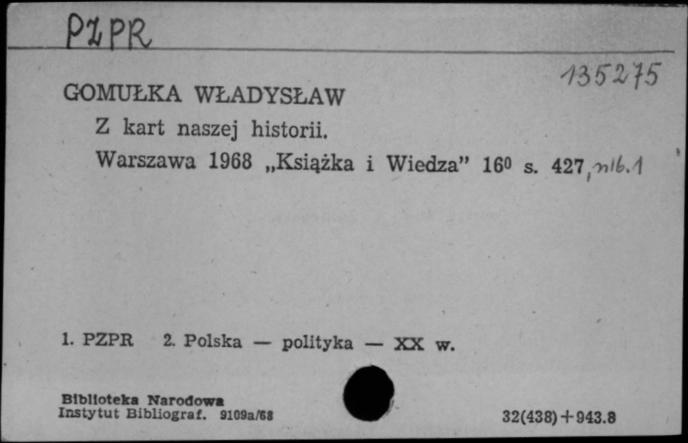 PZPR
135275
GOMUŁKA WŁADYSŁAW
Z kart naszej historii.
Warszawa 1968 „Książka i Wiedza” 16⁰ s. 427, nlb. 1
1. PZPR 2. Polska — polityka — XX w.
Biblioteka Narodowa
Instytut Bibliograf. 9109a/68
32(438)+943.8